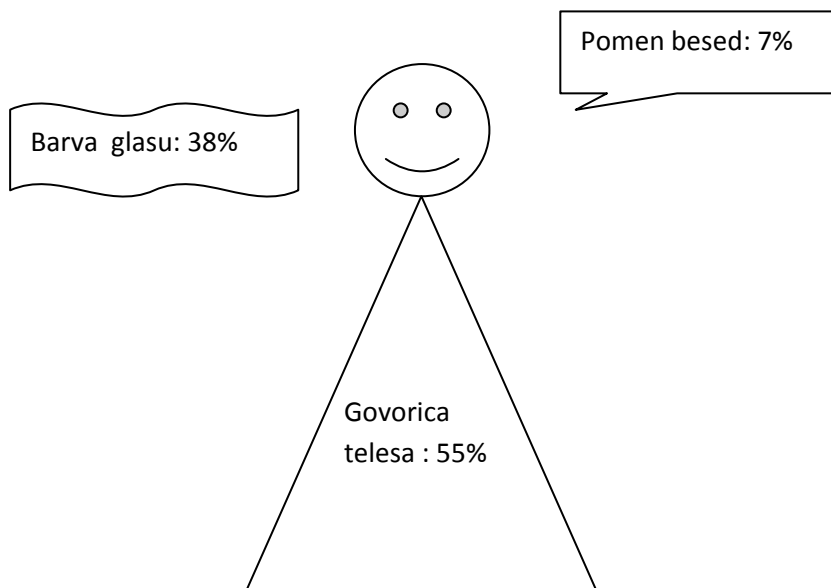 Pomen besed: 7%
Barva  glasu: 38%
Govorica
telesa : 55%